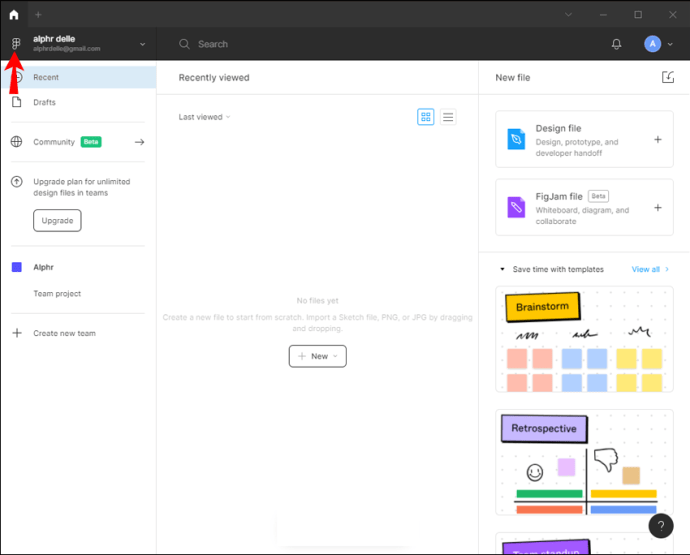 alphr delle
alphrdelle@gmail.com
Search
A
Recent
Drafts
Community Beta
Upgrade plan for unlimited
design files in teams
Upgrade
Alphr
Team project
Create new team
Recently viewed
Last viewed
No files yet
Create a new file to start from scratch. Import a Sketch file, PNG, or JPG by dragging
and dropping.
New
New file
Design file
Design, prototype, and
developer handoff
FigJam file Beta
Whiteboard, diagram, and
collaborate
Save time with templates View all
Brainstorm
Retrospective
Team standup
?